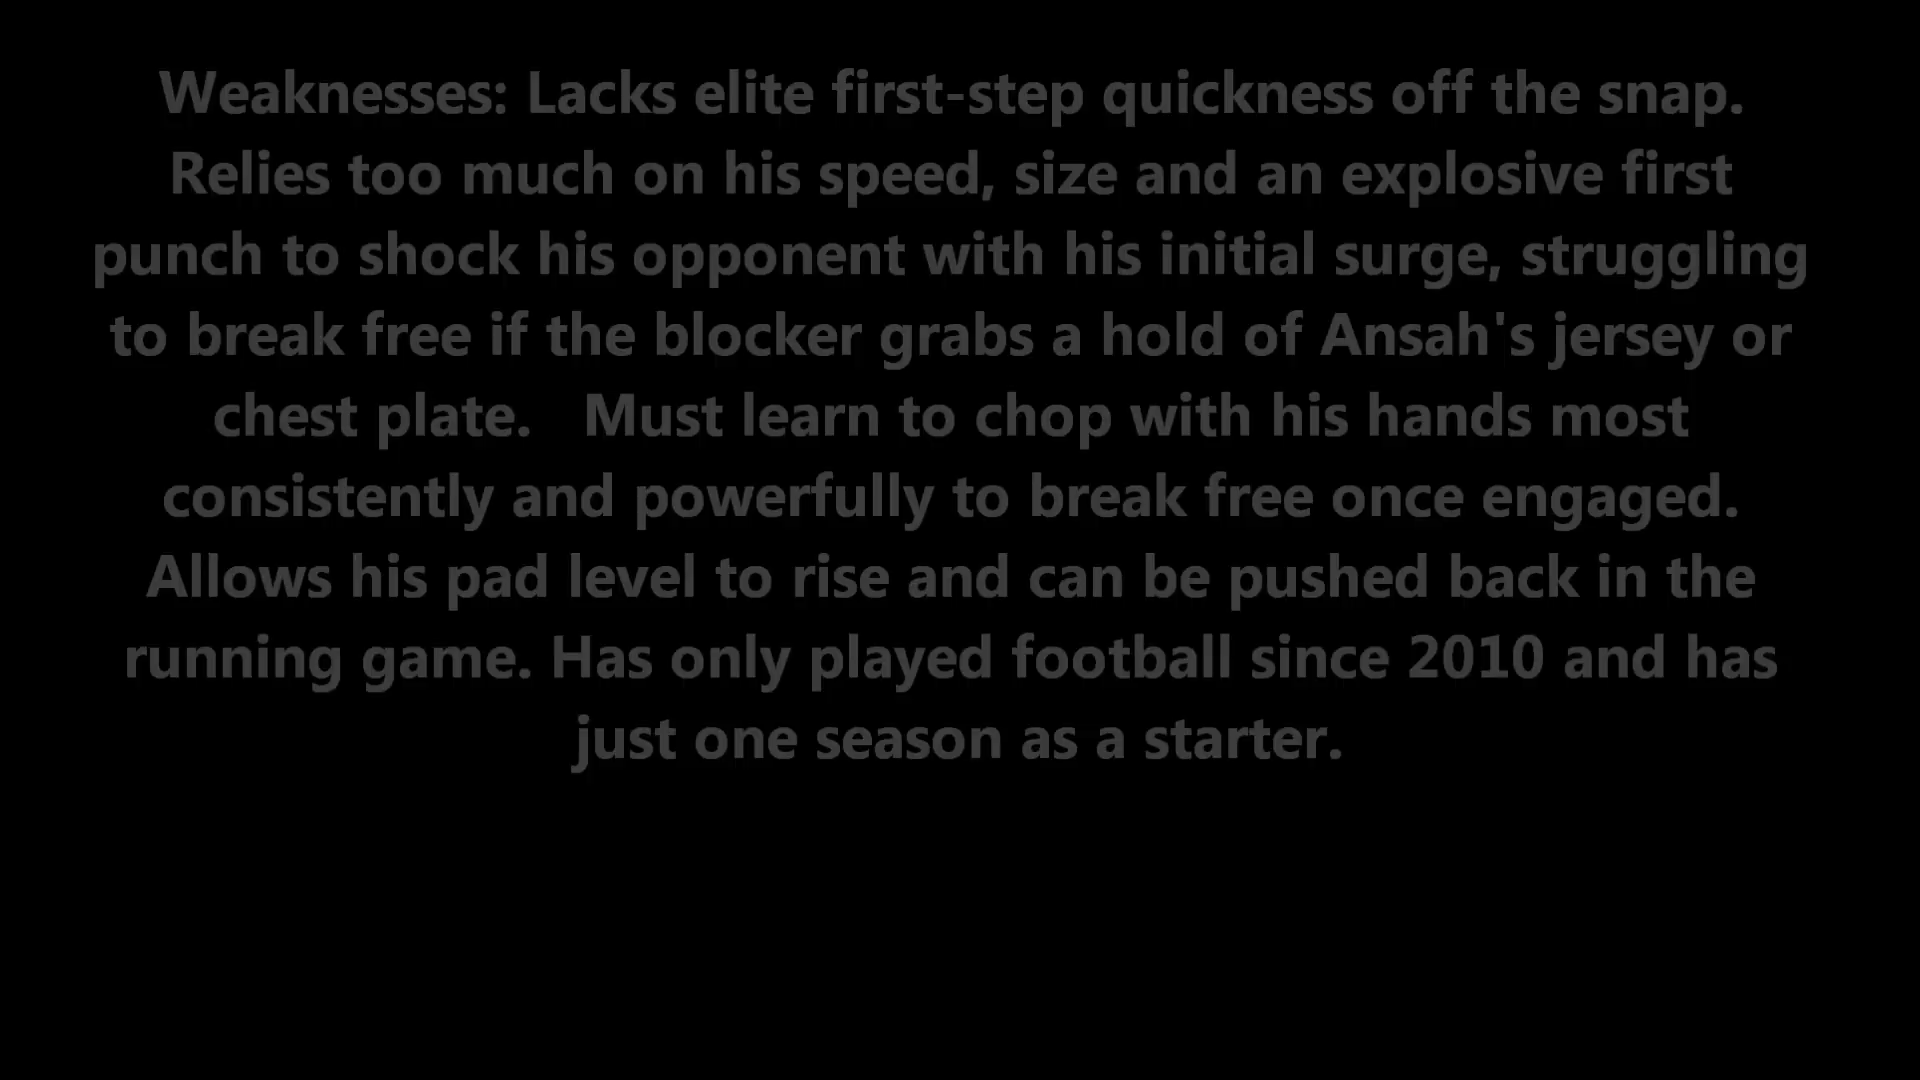 Weaknesses: Lacks elite first-step quickness off the snap.
Relies too much on his speed, size and an explosive first
punch to shock his opponent with his initial surge, struggling
to break free if the blocker grabs a hold of Ansah's jersey or
chest plate.   Must learn to chop with his hands most
consistently and powerfully to break free once engaged.
Allows his pad level to rise and can be pushed back in the
running game. Has only played football since 2010 and has
just one season as a starter.